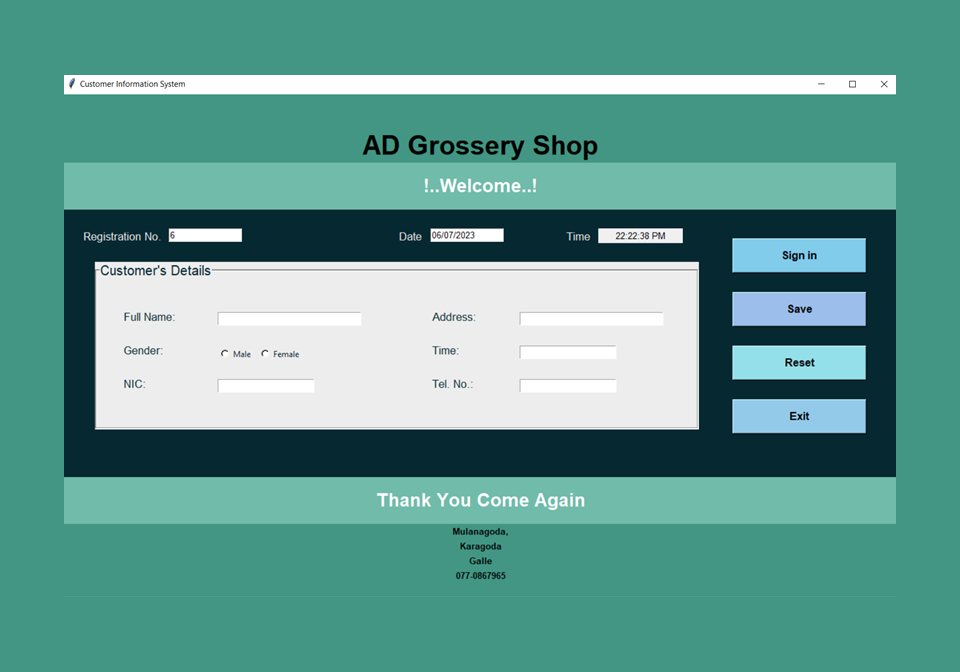 Customer Information System
AD Grossery Shop
!..Welcome..!
Registration No. 6 Date 06/07/2023 Time 22:22:38 PM
Sign in
Customer's Details
Full Name: Address:
Save
Gender: Male Female Time:
Reset
NIC: Tel. No.:
Exit
Thank You Come Again
Mulanagoda,
Karagoda
Galle
077-0867965